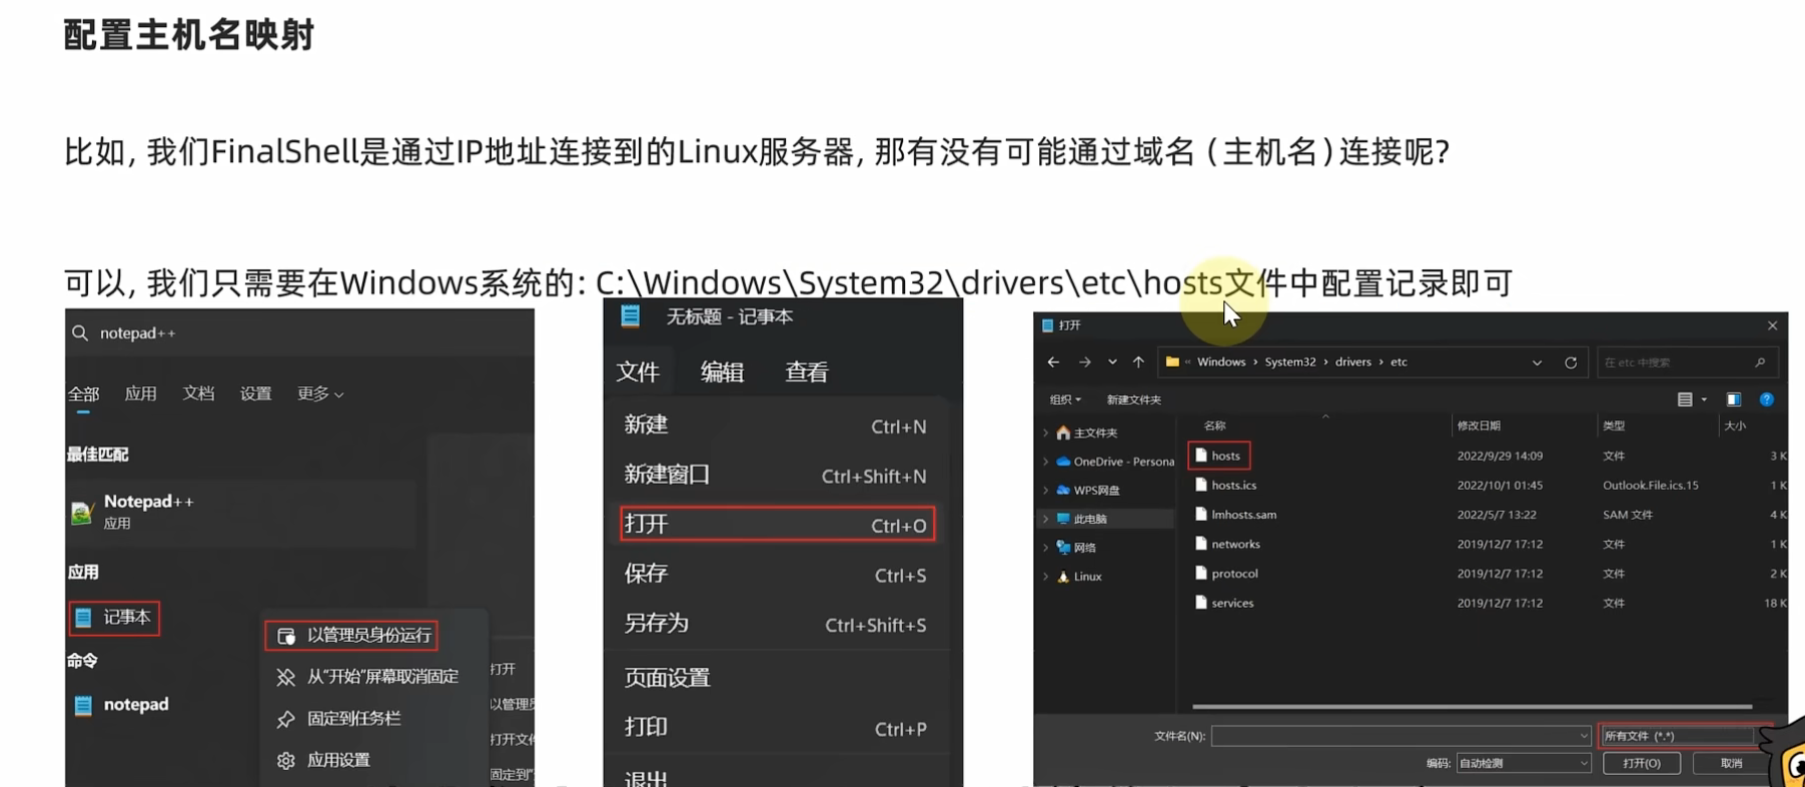 配置主机名映射
比如, 我们FinalShell是通过IP地址连接到的Linux服务器, 那有没有可能通过域名 (主机名) 连接呢?
可以, 我们只需要在Windows系统的: C:\Windows\System32\drivers\etc\hosts文件中配置记录即可
notepad++
全部 应用 文档 设置 更多
最佳匹配
Notepad++
应用
应用
记事本
命令
notepad
以管理员身份运行
从"开始"屏幕取消固定
固定到任务栏
应用设置
打开
以管理员
打开文件
固定到"
无标题 - 记事本
文件 编辑 查看
新建 Ctrl+N
新建窗口 Ctrl+Shift+N
打开 Ctrl+O
保存 Ctrl+S
另存为 Ctrl+Shift+S
页面设置
打印 Ctrl+P
退出
打开
Windows › System32 › drivers › etc
在 etc 中搜索
组织 新建文件夹
主文件夹
OneDrive - Persona
WPS网盘
此电脑
网络
Linux
名称 修改日期 类型 大小
hosts 2022/9/29 14:09 文件 3 K
hosts.ics 2022/10/1 01:45 Outlook.File.ics.15 1 K
lmhosts.sam 2022/5/7 13:22 SAM 文件 4 K
networks 2019/12/7 17:12 文件 1 K
protocol 2019/12/7 17:12 文件 2 K
services 2019/12/7 17:12 文件 18 K
文件名(N): 所有文件 (*.*)
编码: 自动检测 打开(O) 取消